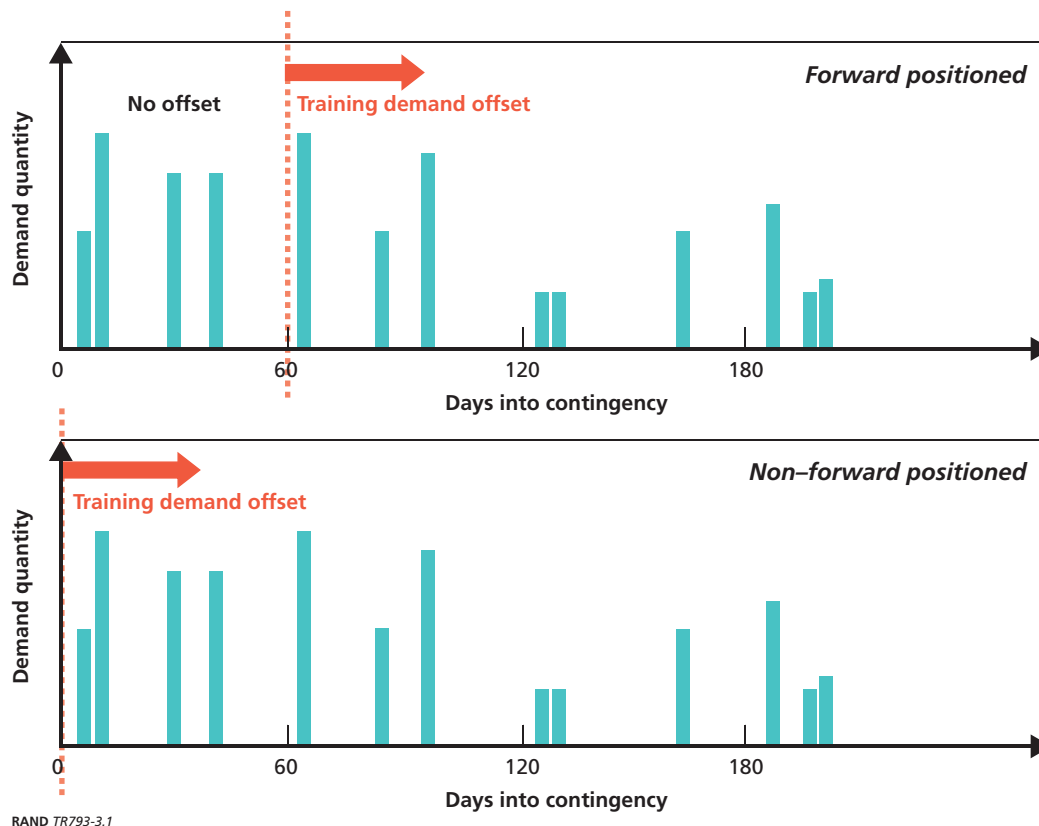 Forward positioned
No offset
Training demand offset
Demand quantity
0
60
120
180
Days into contingency
Non–forward positioned
Training demand offset
Demand quantity
0
60
120
180
Days into contingency
RAND TR793-3.1